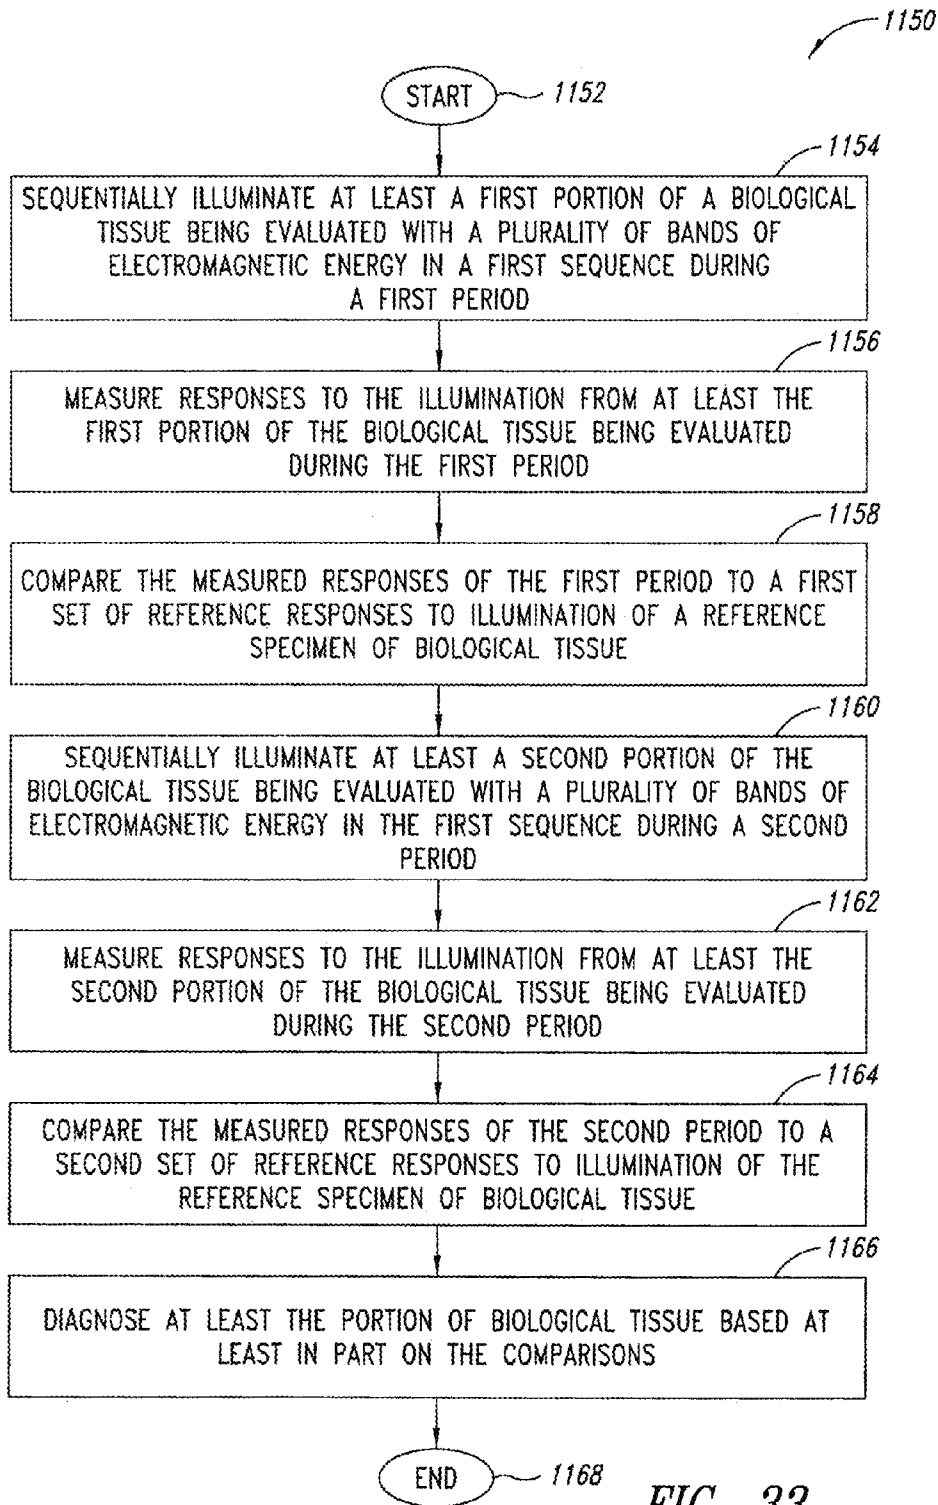 1150
START 1152
1154
SEQUENTIALLY ILLUMINATE AT LEAST A FIRST PORTION OF A BIOLOGICAL
TISSUE BEING EVALUATED WITH A PLURALITY OF BANDS OF
ELECTROMAGNETIC ENERGY IN A FIRST SEQUENCE DURING
A FIRST PERIOD
1156
MEASURE RESPONSES TO THE ILLUMINATION FROM AT LEAST THE
FIRST PORTION OF THE BIOLOGICAL TISSUE BEING EVALUATED
DURING THE FIRST PERIOD
1158
COMPARE THE MEASURED RESPONSES OF THE FIRST PERIOD TO A FIRST
SET OF REFERENCE RESPONSES TO ILLUMINATION OF A REFERENCE
SPECIMEN OF BIOLOGICAL TISSUE
1160
SEQUENTIALLY ILLUMINATE AT LEAST A SECOND PORTION OF THE
BIOLOGICAL TISSUE BEING EVALUATED WITH A PLURALITY OF BANDS OF
ELECTROMAGNETIC ENERGY IN THE FIRST SEQUENCE DURING A SECOND
PERIOD
1162
MEASURE RESPONSES TO THE ILLUMINATION FROM AT LEAST THE
SECOND PORTION OF THE BIOLOGICAL TISSUE BEING EVALUATED
DURING THE SECOND PERIOD
1164
COMPARE THE MEASURED RESPONSES OF THE SECOND PERIOD TO A
SECOND SET OF REFERENCE RESPONSES TO ILLUMINATION OF THE
REFERENCE SPECIMEN OF BIOLOGICAL TISSUE
1166
DIAGNOSE AT LEAST THE PORTION OF BIOLOGICAL TISSUE BASED AT
LEAST IN PART ON THE COMPARISONS
END 1168
FIG. 33